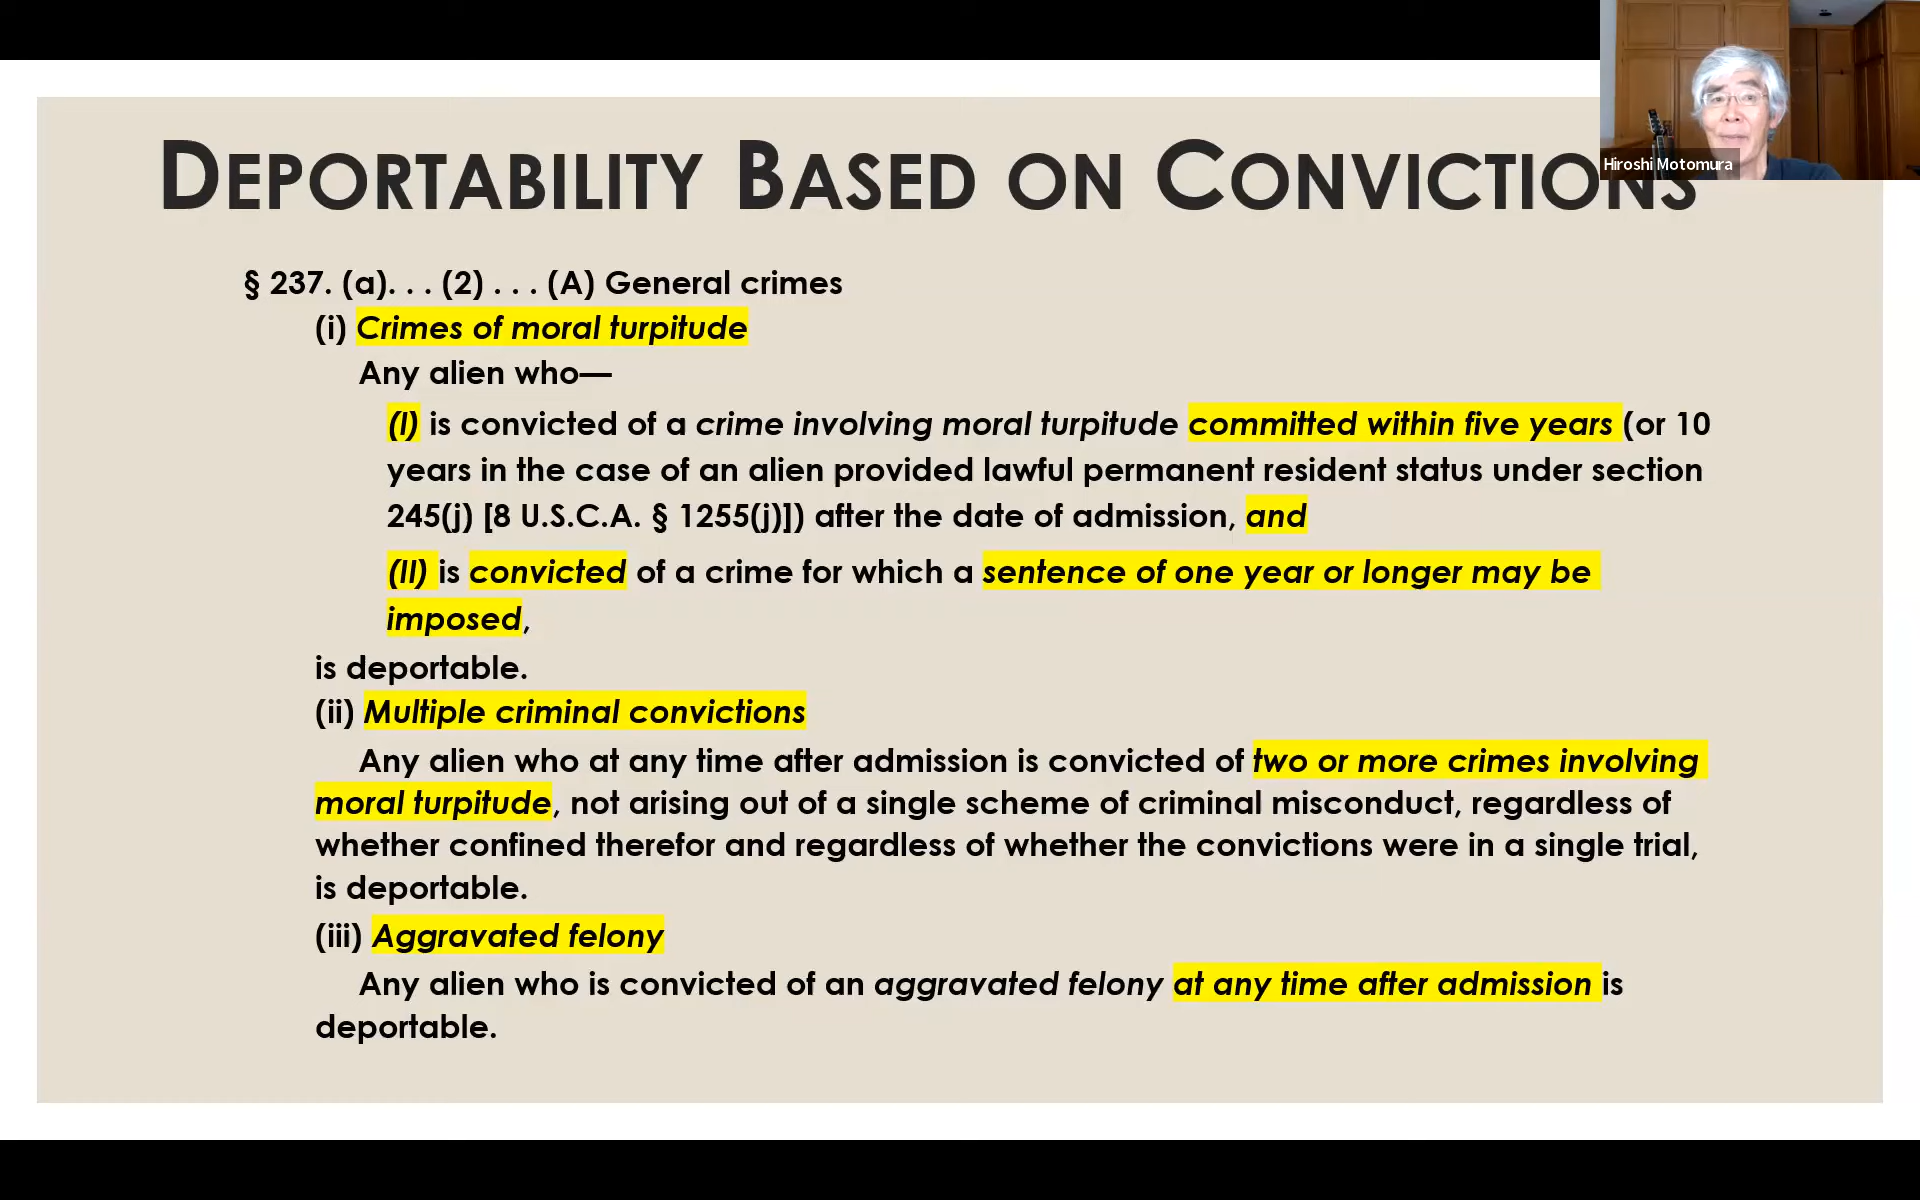 DEPORTABILITY BASED ON CONVICTIONS
Hiroshi Motomura
§ 237. (a). . . (2) . . . (A) General crimes
(i) Crimes of moral turpitude
Any alien who—
(I) is convicted of a crime involving moral turpitude committed within five years (or 10
years in the case of an alien provided lawful permanent resident status under section
245(j) [8 U.S.C.A. § 1255(j)]) after the date of admission, and
(II) is convicted of a crime for which a sentence of one year or longer may be
imposed,
is deportable.
(ii) Multiple criminal convictions
Any alien who at any time after admission is convicted of two or more crimes involving
moral turpitude, not arising out of a single scheme of criminal misconduct, regardless of
whether confined therefor and regardless of whether the convictions were in a single trial,
is deportable.
(iii) Aggravated felony
Any alien who is convicted of an aggravated felony at any time after admission is
deportable.